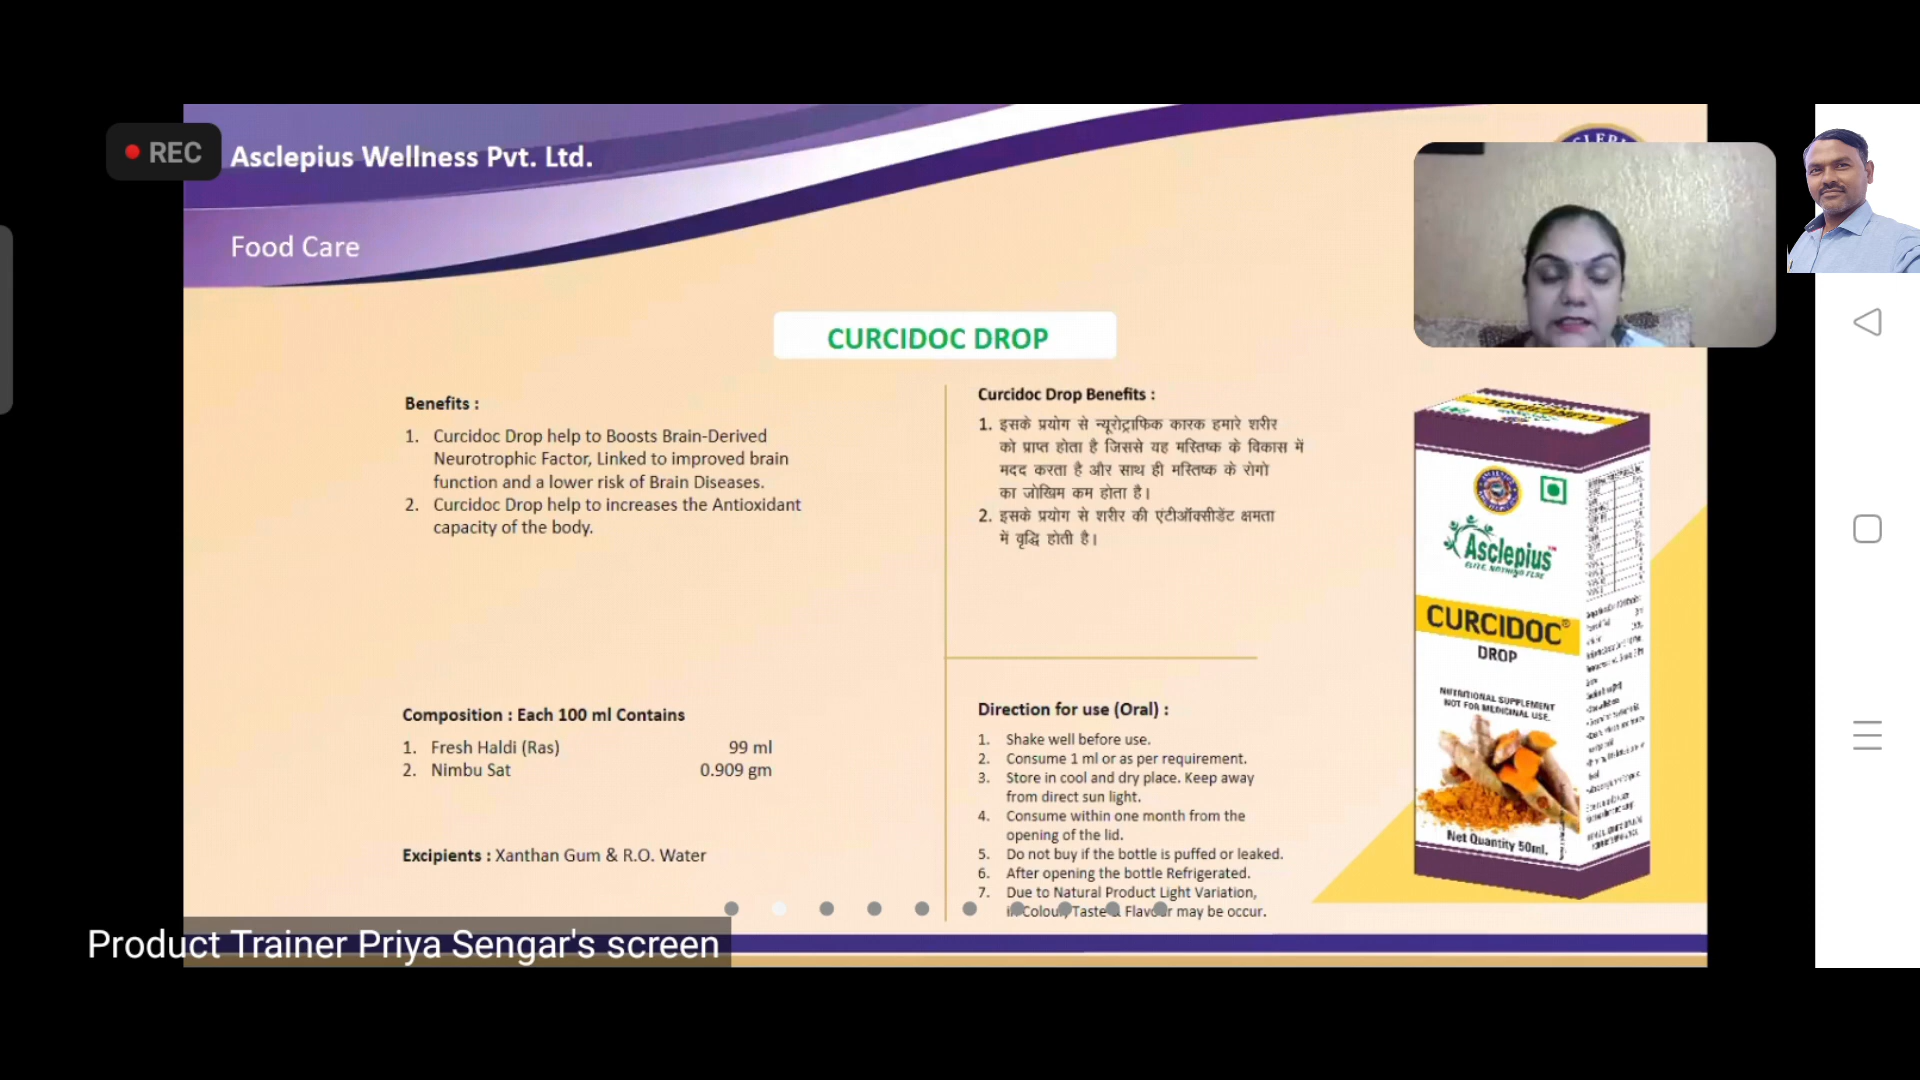 REC
Asclepius Wellness Pvt. Ltd.
Food Care
CURCIDOC DROP
Benefits :
1. Curcidoc Drop help to Boosts Brain-Derived
Neurotrophic Factor, Linked to improved brain
function and a lower risk of Brain Diseases.
2. Curcidoc Drop help to increases the Antioxidant
capacity of the body.
Composition : Each 100 ml Contains
1. Fresh Haldi (Ras) 99 ml
2. Nimbu Sat 0.909 gm
Excipients : Xanthan Gum & R.O. Water
Curcidoc Drop Benefits :
1. इसके प्रयोग से न्यूरोट्राफिक कारक हमारे शरीर
को प्राप्त होता है जिससे यह मस्तिष्क के विकास में
मदद करता है और साथ ही मस्तिष्क के रोगो
का जोखिम कम होता है।
2. इसके प्रयोग से शरीर की एंटीऑक्सीडेंट क्षमता
में वृद्धि होती है।
Direction for use (Oral) :
1. Shake well before use.
2. Consume 1 ml or as per requirement.
3. Store in cool and dry place. Keep away
from direct sun light.
4. Consume within one month from the
opening of the lid.
5. Do not buy if the bottle is puffed or leaked.
6. After opening the bottle Refrigerated.
7. Due to Natural Product Light Variation,
in Colour, Taste & Flavour may be occur.
Asclepius
CURCIDOC®
DROP
NUTRITIONAL SUPPLEMENT
NOT FOR MEDICINAL USE.
Net Quantity 50ml.
Product Trainer Priya Sengar's screen